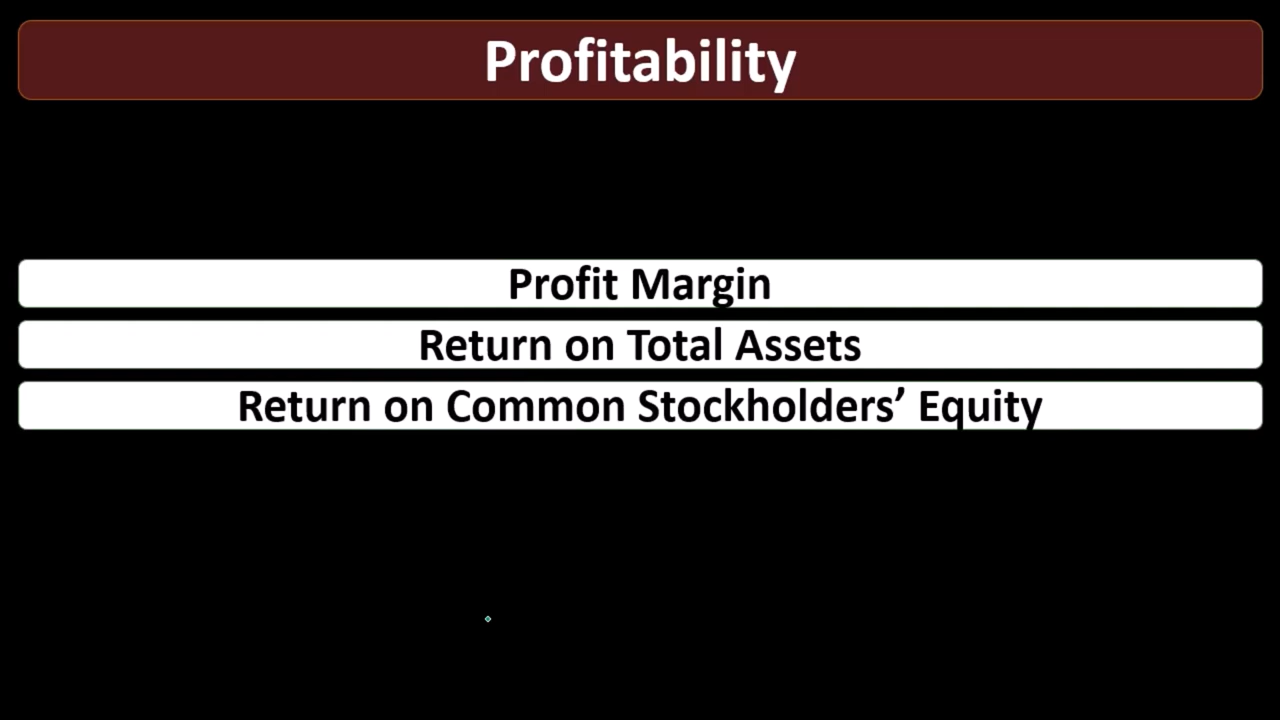 Profitability
Profit Margin
Return on Total Assets
Return on Common Stockholders’ Equity